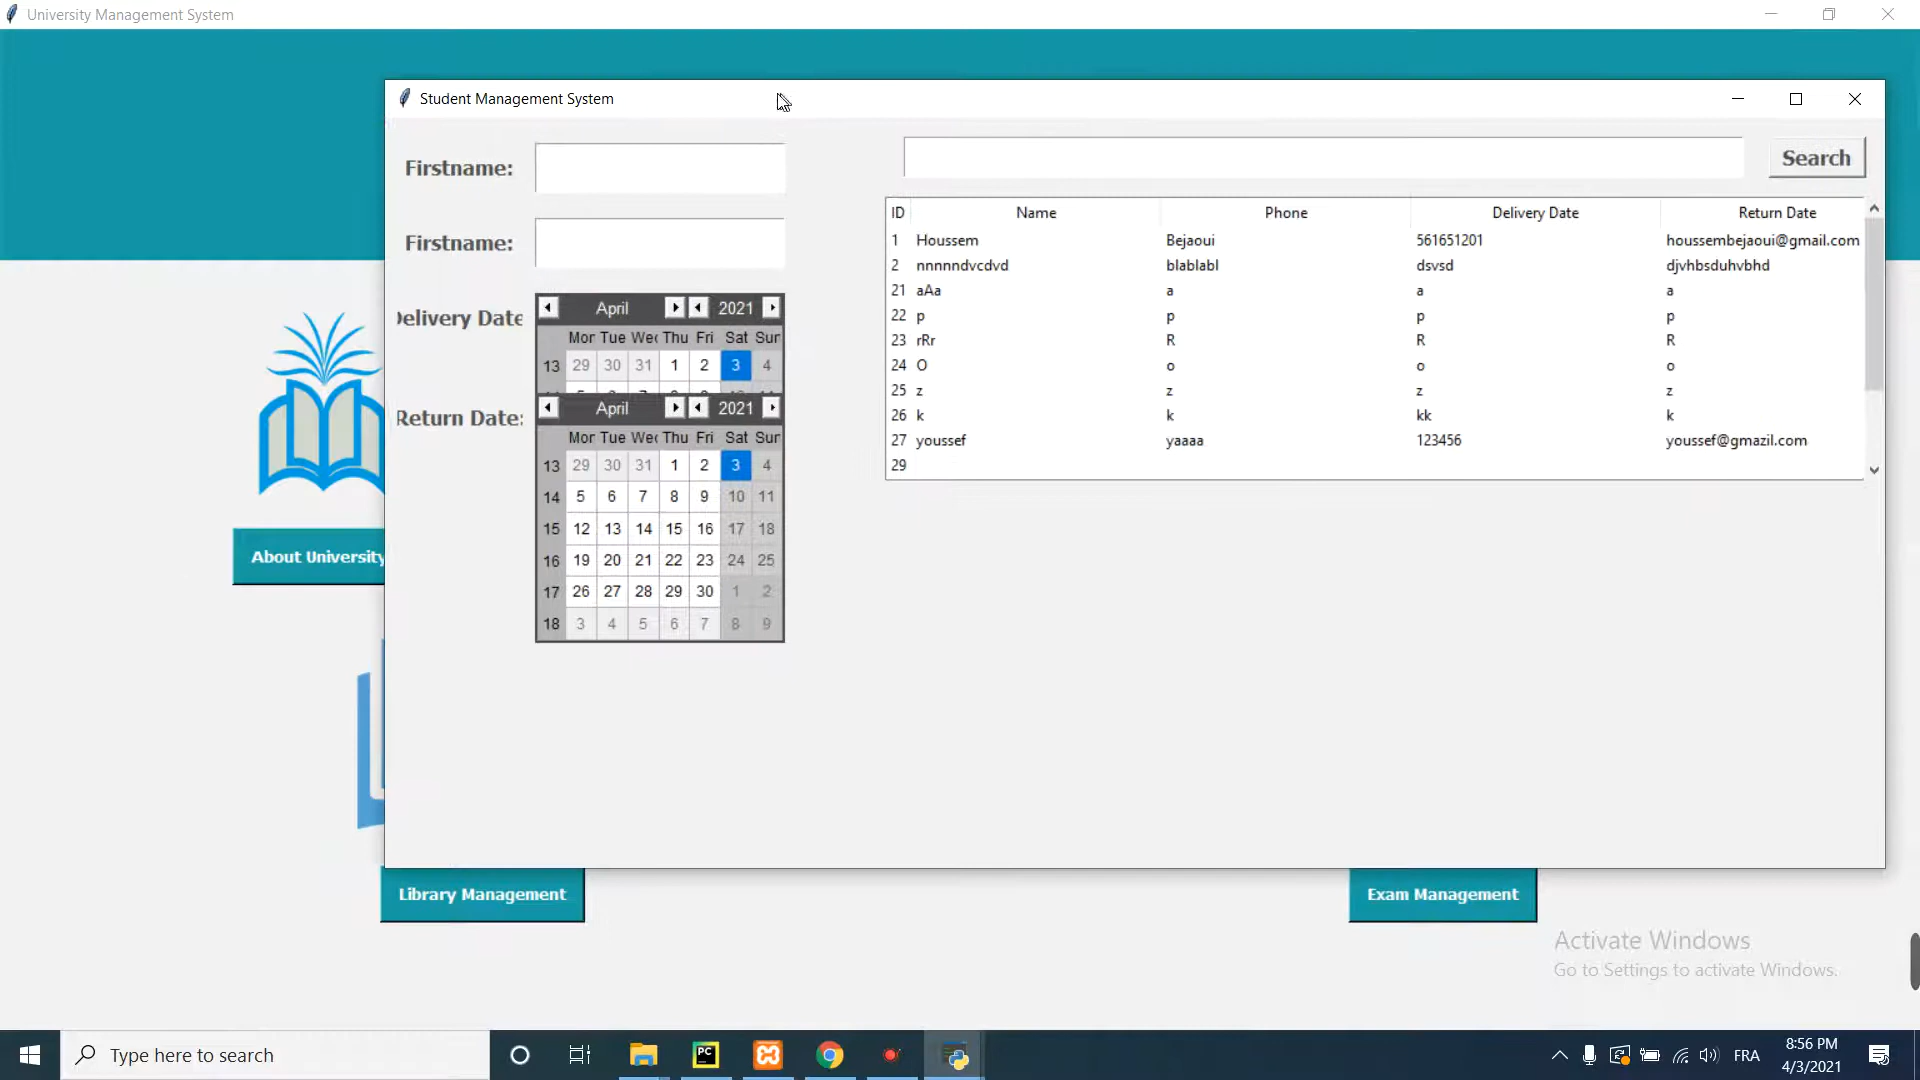 University Management System
Student Management System
Firstname:
Search
Firstname:
Delivery Date
Return Date:
April 2021
Mon Tue Wec Thu Fri Sat Sun
13 29 30 31 1 2 3 4
April 2021
Mon Tue Wec Thu Fri Sat Sun
13 29 30 31 1 2 3 4
14 5 6 7 8 9 10 11
15 12 13 14 15 16 17 18
16 19 20 21 22 23 24 25
17 26 27 28 29 30 1 2
18 3 4 5 6 7 8 9
ID Name Phone Delivery Date Return Date
1 Houssem Bejaoui 561651201 houssembejaoui@gmail.com
2 nnnnndvcdvd blablabl dsvsd djvhbsduhvbhd
21 aAa a a a
22 p p p p
23 rRr R R R
24 O o o o
25 z z z z
26 k k kk k
27 youssef yaaaa 123456 youssef@gmazil.com
29
About University
Library Management
Exam Management
Activate Windows
Go to Settings to activate Windows.
Type here to search
PC
FRA
8:56 PM
4/3/2021